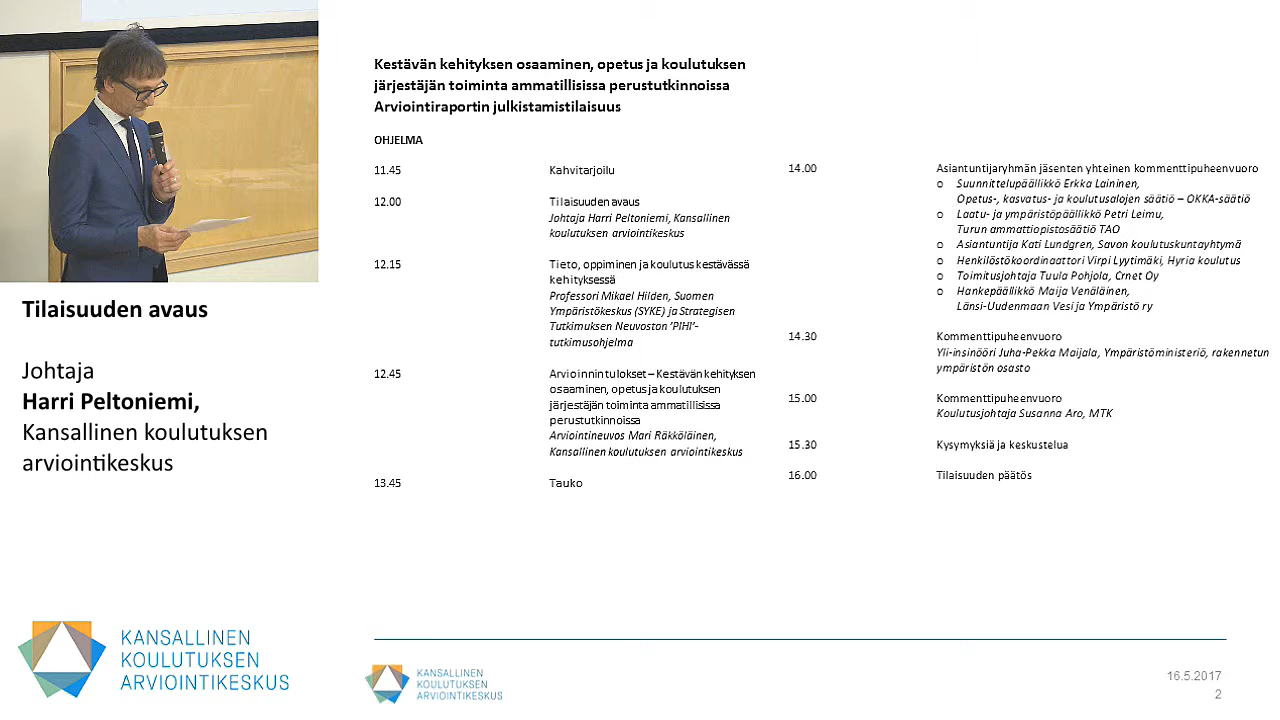 Tilaisuuden avaus
Johtaja
Harri Peltoniemi,
Kansallinen koulutuksen
arviointikeskus
KANSALLINEN
KOULUTUKSEN
ARVIOINTIKESKUS
Kestävän kehityksen osaaminen, opetus ja koulutuksen
järjestäjän toiminta ammatillisissa perustutkinnoissa
Arviointiraportin julkistamistilaisuus
OHJELMA
11.45 Kahvitarjoilu
12.00 Tilaisuuden avaus
Johtaja Harri Peltoniemi, Kansallinen
koulutuksen arviointikeskus
12.15 Tieto, oppiminen ja koulutus kestävässä
kehityksessä
Professori Mikael Hilden, Suomen
Ympäristökeskus (SYKE) ja Strategisen
Tutkimuksen Neuvoston ’PIHI’-
tutkimusohjelma
12.45 Arvioinnin tulokset – Kestävän kehityksen
osaaminen, opetus ja koulutuksen
järjestäjän toiminta ammatillisissa
perustutkinnoissa
Arviointineuvos Mari Räkköläinen,
Kansallinen koulutuksen arviointikeskus
13.45 Tauko
14.00 Asiantuntijaryhmän jäsenten yhteinen kommenttipuheenvuoro
o Suunnittelupäällikkö Erkka Laininen,
Opetus-, kasvatus- ja koulutusalojen säätiö – OKKA-säätiö
o Laatu- ja ympäristöpäällikkö Petri Leimu,
Turun ammattiopistosäätiö TAO
o Asiantuntija Kati Lundgren, Savon koulutuskuntayhtymä
o Henkilöstökoordinaattori Virpi Lyytimäki, Hyria koulutus
o Toimitusjohtaja Tuula Pohjola, Crnet Oy
o Hankepäällikkö Maija Venäläinen,
Länsi-Uudenmaan Vesi ja Ympäristö ry
14.30 Kommenttipuheenvuoro
Yli-insinööri Juha-Pekka Maijala, Ympäristöministeriö, rakennetun
ympäristön osasto
15.00 Kommenttipuheenvuoro
Koulutusjohtaja Susanna Aro, MTK
15.30 Kysymyksiä ja keskustelua
16.00 Tilaisuuden päätös
KANSALLINEN
KOULUTUKSEN
ARVIOINTIKESKUS
16.5.2017
2